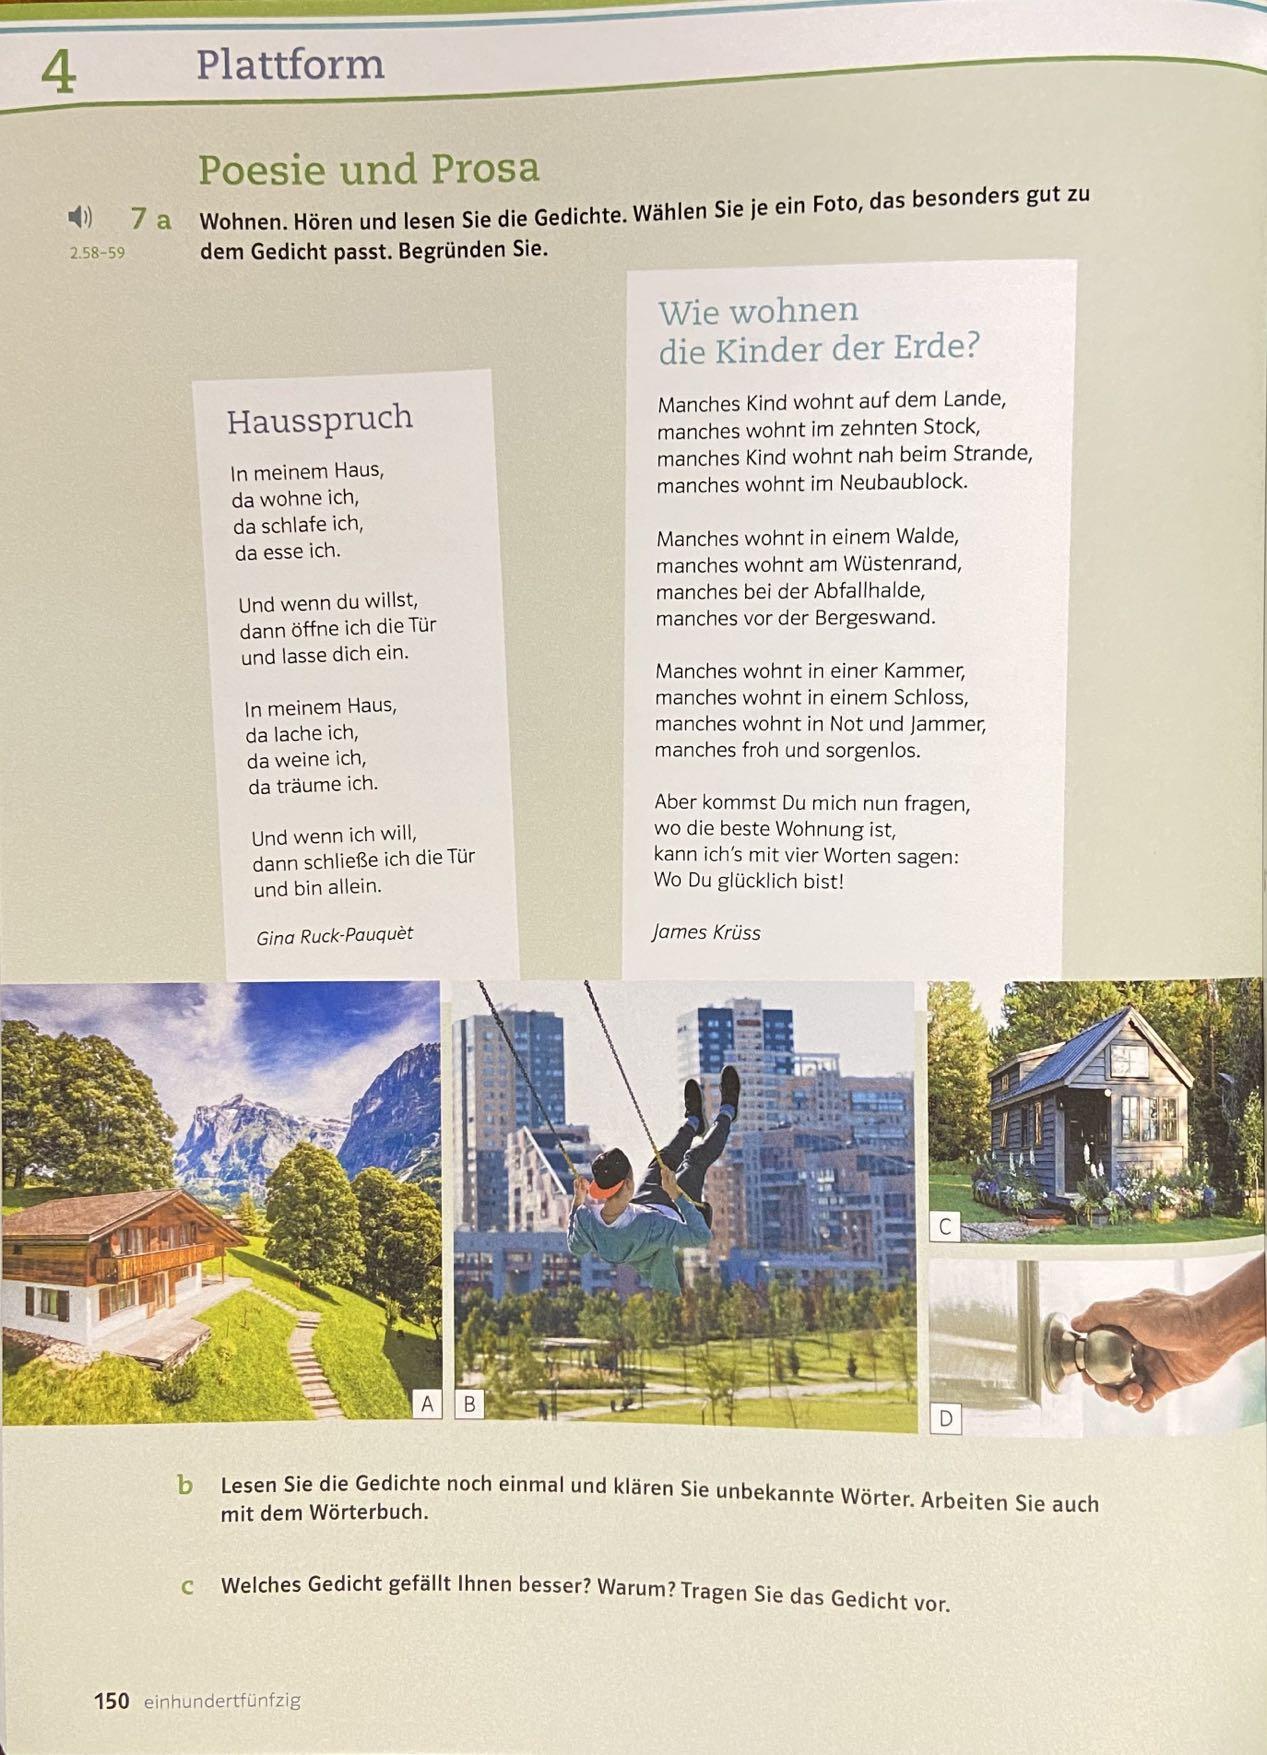 4 Plattform
Poesie und Prosa
2.58–59
7 a Wohnen. Hören und lesen Sie die Gedichte. Wählen Sie je ein Foto, das besonders gut zu
dem Gedicht passt. Begründen Sie.
Hausspruch
In meinem Haus,
da wohne ich,
da schlafe ich,
da esse ich.
Und wenn du willst,
dann öffne ich die Tür
und lasse dich ein.
In meinem Haus,
da lache ich,
da weine ich,
da träume ich.
Und wenn ich will,
dann schließe ich die Tür
und bin allein.
Gina Ruck-Pauquèt
Wie wohnen
die Kinder der Erde?
Manches Kind wohnt auf dem Lande,
manches wohnt im zehnten Stock,
manches Kind wohnt nah beim Strande,
manches wohnt im Neubaublock.
Manches wohnt in einem Walde,
manches wohnt am Wüstenrand,
manches bei der Abfallhalde,
manches vor der Bergeswand.
Manches wohnt in einer Kammer,
manches wohnt in einem Schloss,
manches wohnt in Not und Jammer,
manches froh und sorgenlos.
Aber kommst Du mich nun fragen,
wo die beste Wohnung ist,
kann ich's mit vier Worten sagen:
Wo Du glücklich bist!
James Krüss
A
B
C
D
b Lesen Sie die Gedichte noch einmal und klären Sie unbekannte Wörter. Arbeiten Sie auch
mit dem Wörterbuch.
c Welches Gedicht gefällt Ihnen besser? Warum? Tragen Sie das Gedicht vor.
150 einhundertfünfzig